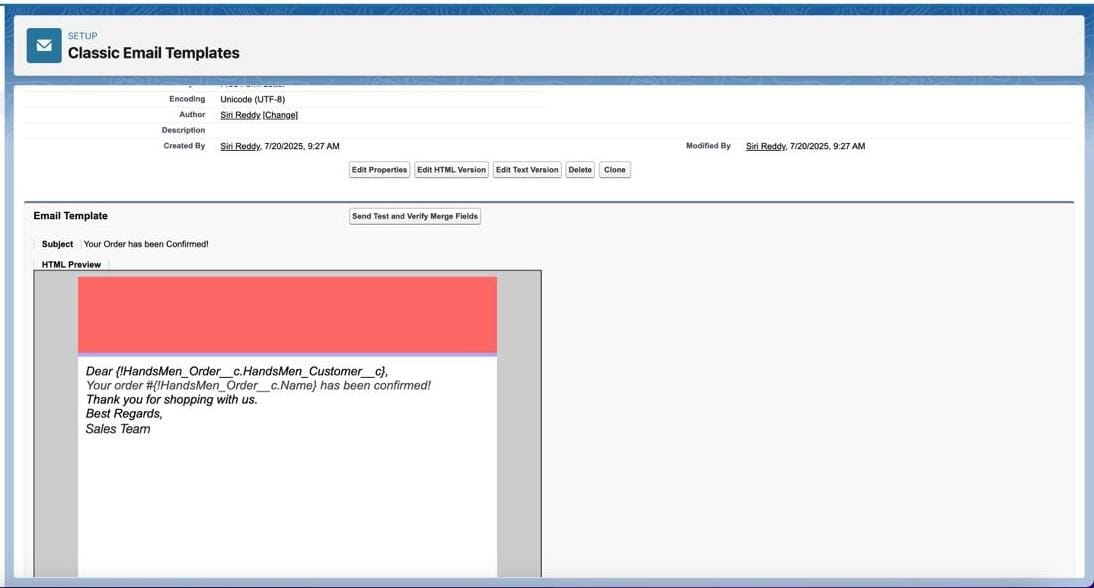 SETUP
Classic Email Templates
Encoding Unicode (UTF-8)
Author Siri Reddy [Change]
Description
Created By Siri Reddy, 7/20/2025, 9:27 AM Modified By Siri Reddy, 7/20/2025, 9:27 AM
Edit Properties Edit HTML Version Edit Text Version Delete Clone
Email Template Send Test and Verify Merge Fields
Subject Your Order has been Confirmed!
HTML Preview
Dear {!HandsMen_Order__c.HandsMen_Customer__c},
Your order #{!HandsMen_Order__c.Name} has been confirmed!
Thank you for shopping with us.
Best Regards,
Sales Team